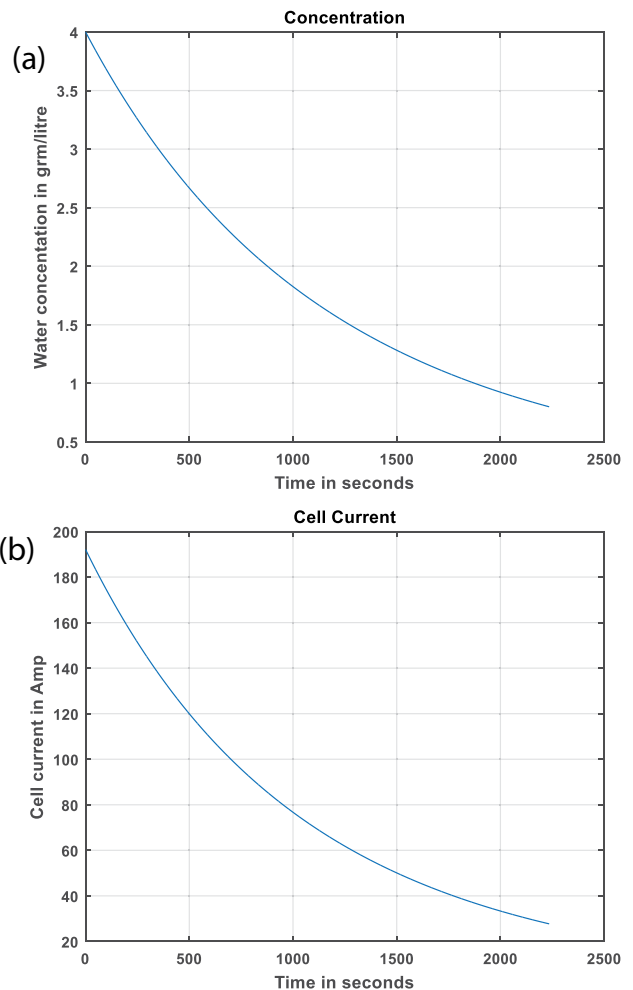 Concentration
(a)
4
3.5
3
2.5
2
1.5
1
0.5
Water concentation in grm/litre
0 500 1000 1500 2000 2500
Time in seconds
Cell Current
(b)
200
180
160
140
120
100
80
60
40
20
Cell current in Amp
0 500 1000 1500 2000 2500
Time in seconds